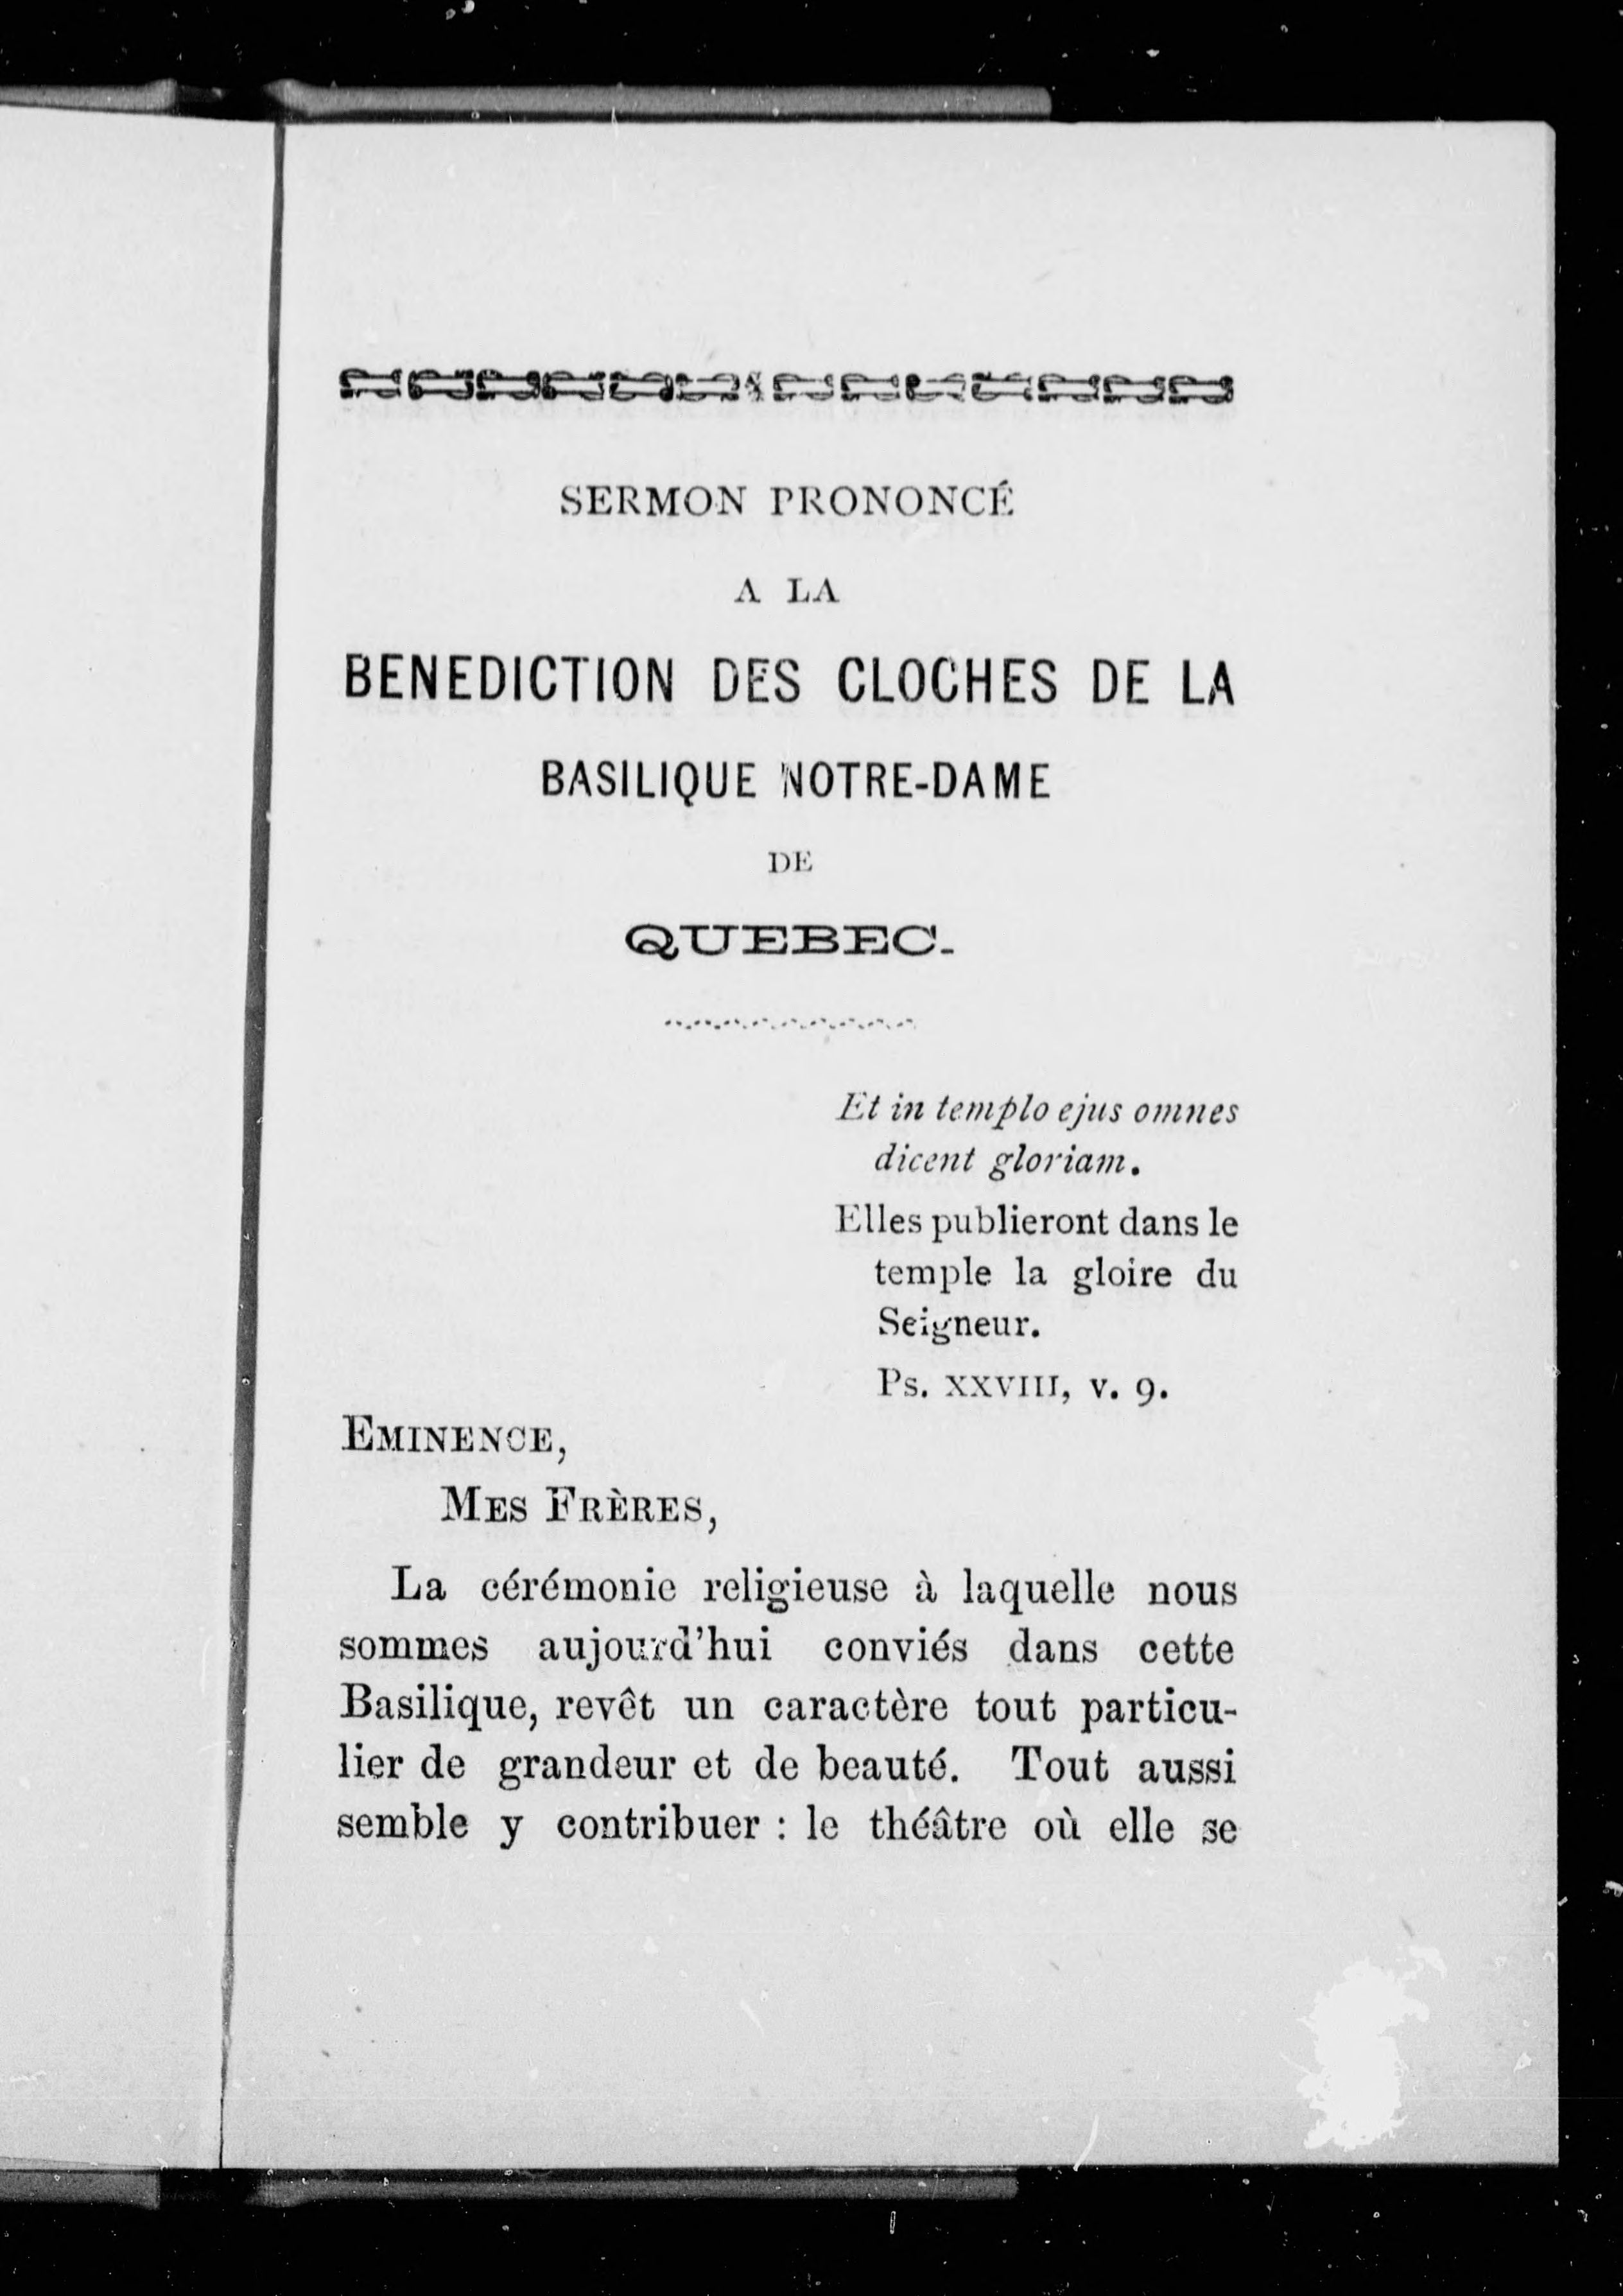 SERMON PRONONCÉ
A LA
BENEDICTION DES CLOCHES DE LA
BASILIQUE NOTRE-DAME
DE
QUEBEC.
Et in templo ejus omnes
dicent gloriam.
Elles publieront dans le
temple la gloire du
Seigneur.
Ps. XXVIII, v. 9.
EMINENCE,
MES FRÈRES,
La cérémonie religieuse à laquelle nous
sommes aujourd'hui conviés dans cette
Basilique, revêt un caractère tout particu-
lier de grandeur et de beauté. Tout aussi
semble y contribuer : le théâtre où elle se